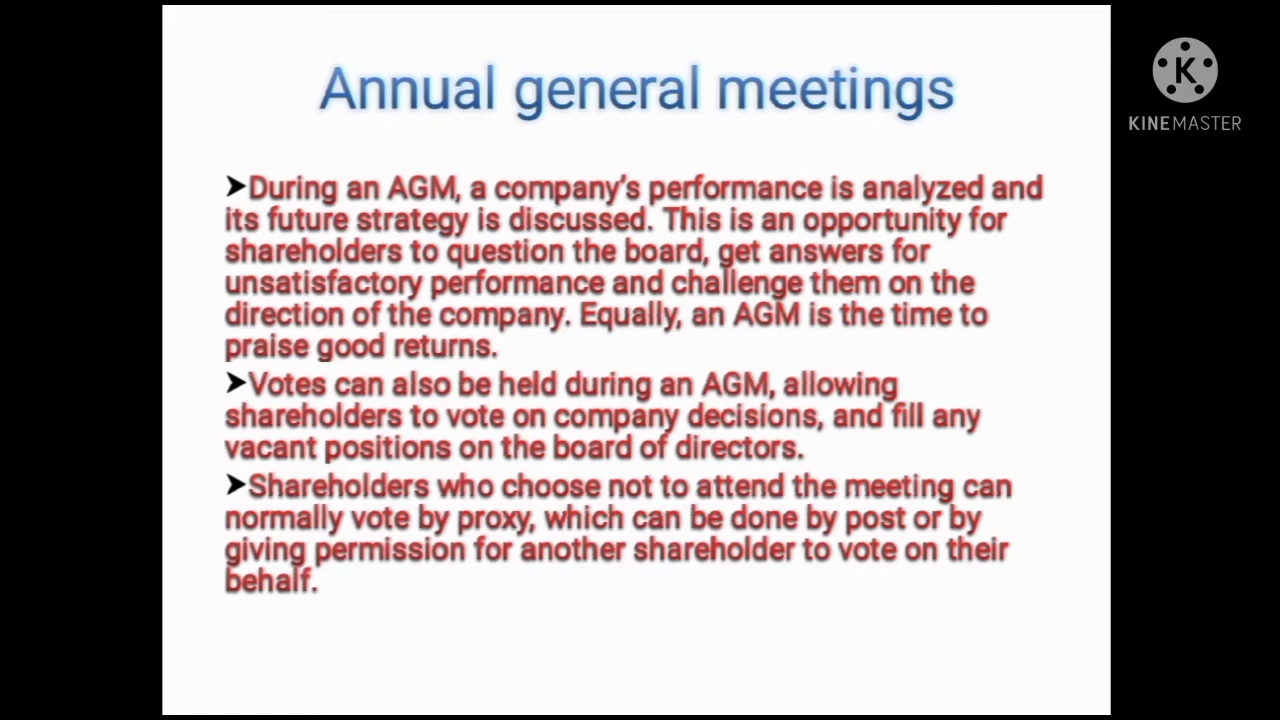 Annual general meetings
K
KINEMASTER
➤During an AGM, a company's performance is analyzed and
its future strategy is discussed. This is an opportunity for
shareholders to question the board, get answers for
unsatisfactory performance and challenge them on the
direction of the company. Equally, an AGM is the time to
praise good returns.
➤Votes can also be held during an AGM, allowing
shareholders to vote on company decisions, and fill any
vacant positions on the board of directors.
➤Shareholders who choose not to attend the meeting can
normally vote by proxy, which can be done by post or by
giving permission for another shareholder to vote on their
behalf.